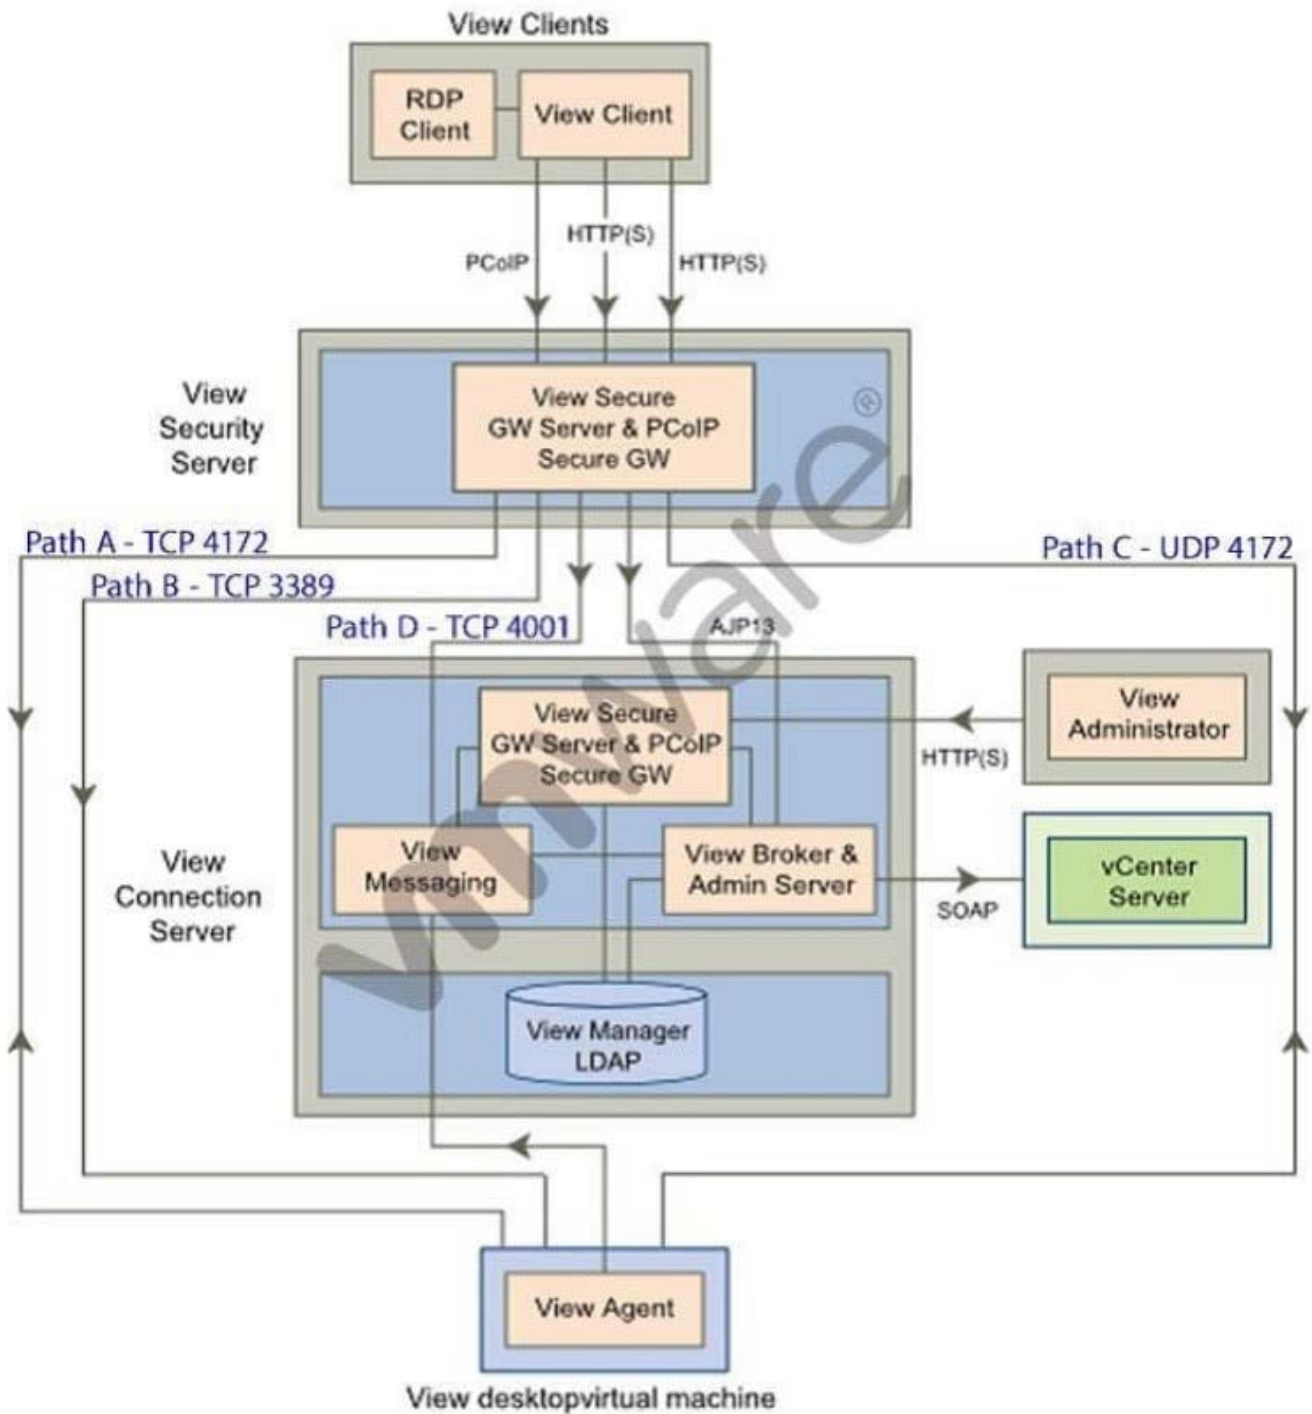 View Clients
RDP
Client
View Client
HTTP(S)
PCoIP
HTTP(S)
View
Security
Server
View Secure
GW Server & PCoIP
Secure GW
Path A - TCP 4172
Path C - UDP 4172
Path B - TCP 3389
Path D - TCP 4001
AJP13
View Secure
GW Server & PCoIP
Secure GW
View
Administrator
HTTP(S)
View
Connection
Server
View
Messaging
View Broker &
Admin Server
SOAP
vCenter
Server
View Manager
LDAP
View Agent
View desktopvirtual machine
vmware®